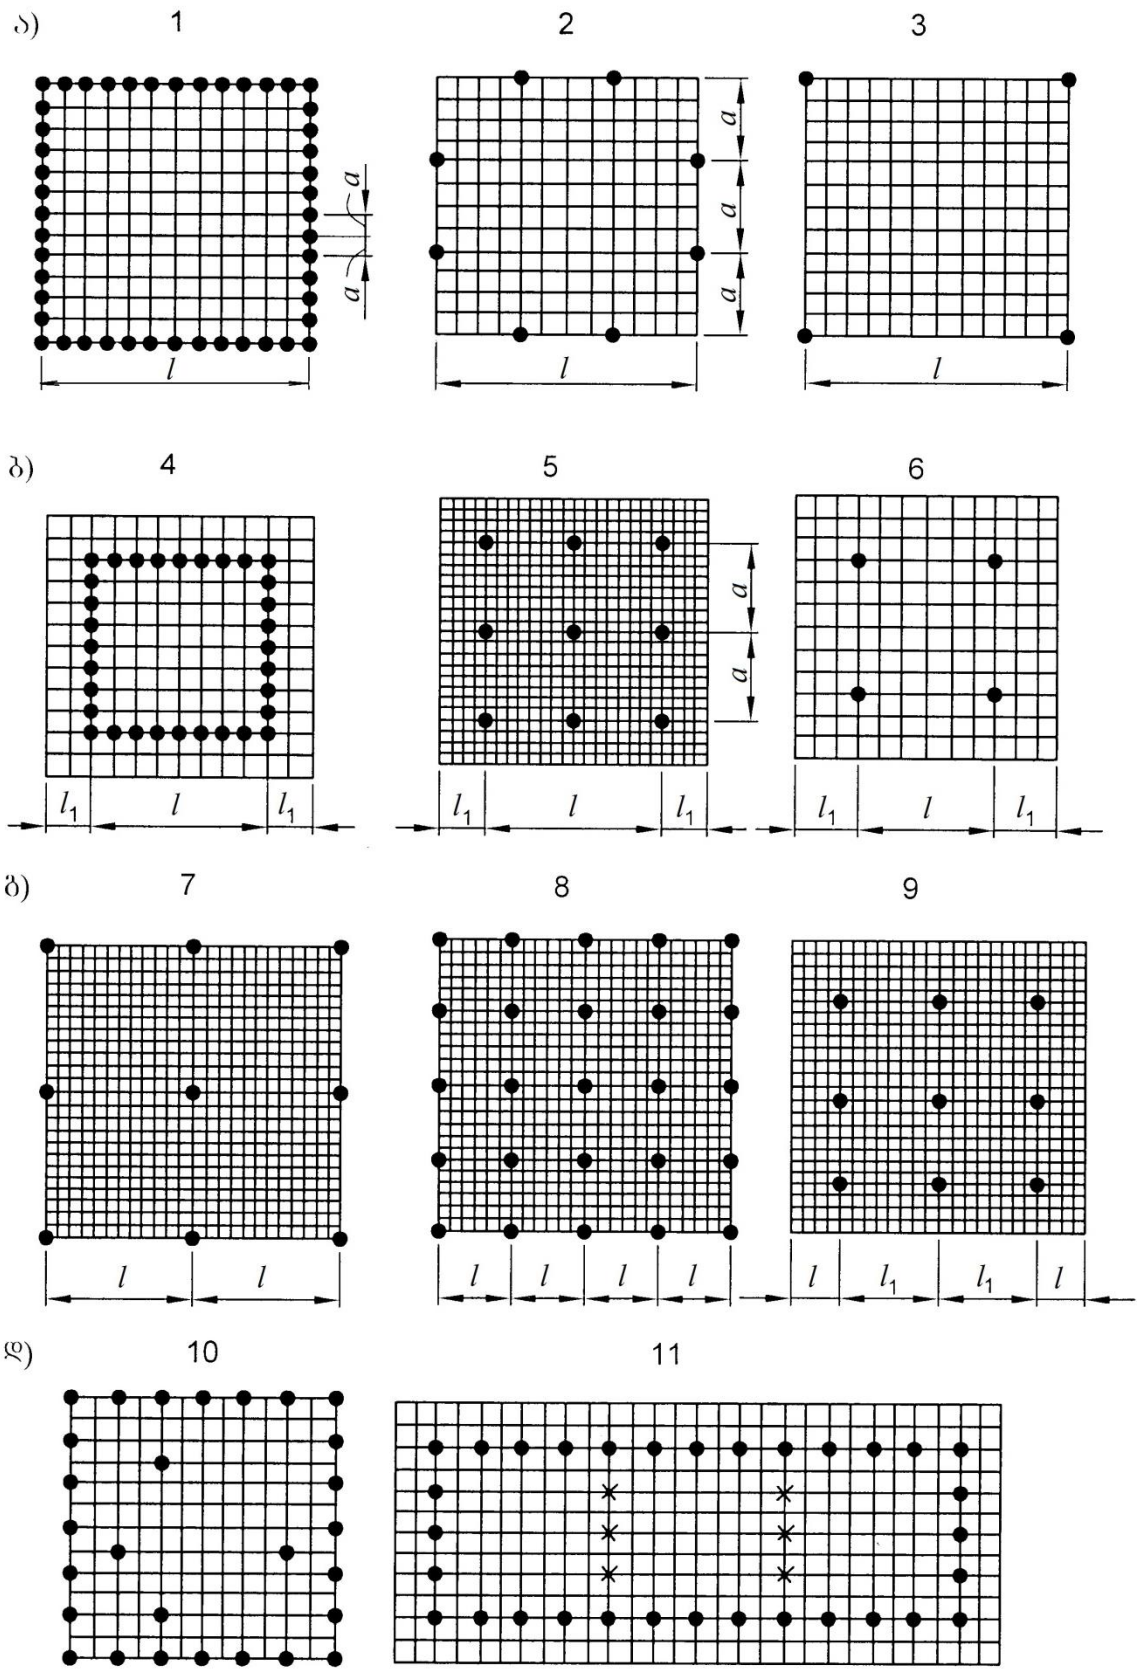 ა) 1 2 3
a a
a
a
a
l l l
ბ) 4 5 6
a
a
l₁ l l₁ l₁ l l₁ l₁ l l₁
გ) 7 8 9
l l l l l l l l₁ l₁ l
დ) 10 11